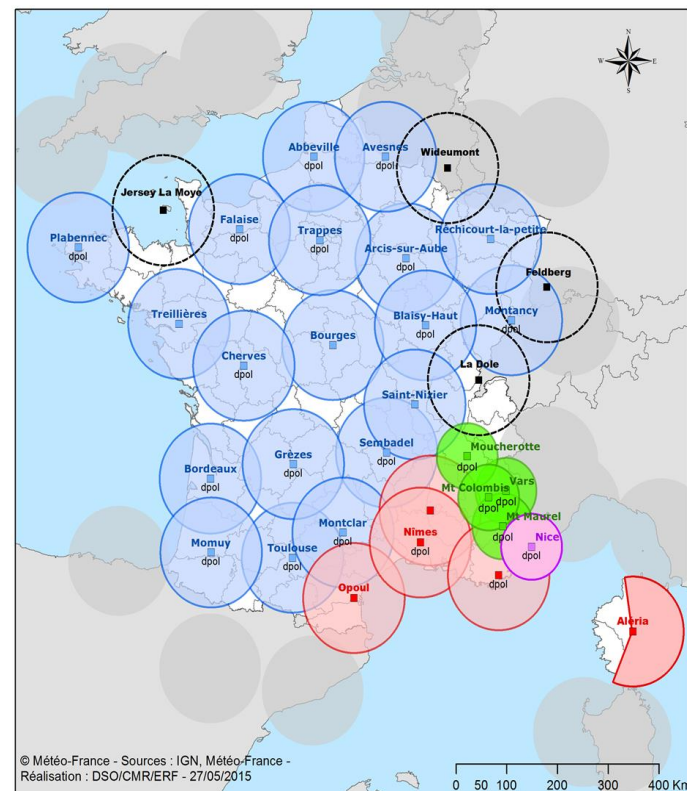 N
W E
S
Abbeville
dpol
Avesnes
dpol
Wideumont
Jersey La Moye
Plabennec
dpol
Falaise
dpol
Trappes
dpol
Arcis-sur-Aube
dpol
Réchicourt-la-petite
Feldberg
Treillières
Blaisy-Haut
dpol
Montancy
dpol
Bourges
Cherves
dpol
La Dole
Saint-Nizier
Sembadel
dpol
Moucherotte
dpol
Grèzes
dpol
Bordeaux
dpol
Mt Colombis
dpol
Vars
dpol
Mt Maurel
dpol
Montclar
dpol
Nîmes
dpol
Nice
dpol
Momuy
dpol
Toulouse
dpol
dpol
Opoul
Aléria
© Météo-France - Sources : IGN, Météo-France -
Réalisation : DSO/CMR/ERF - 27/05/2015
0 50 100 200 300 400 Km